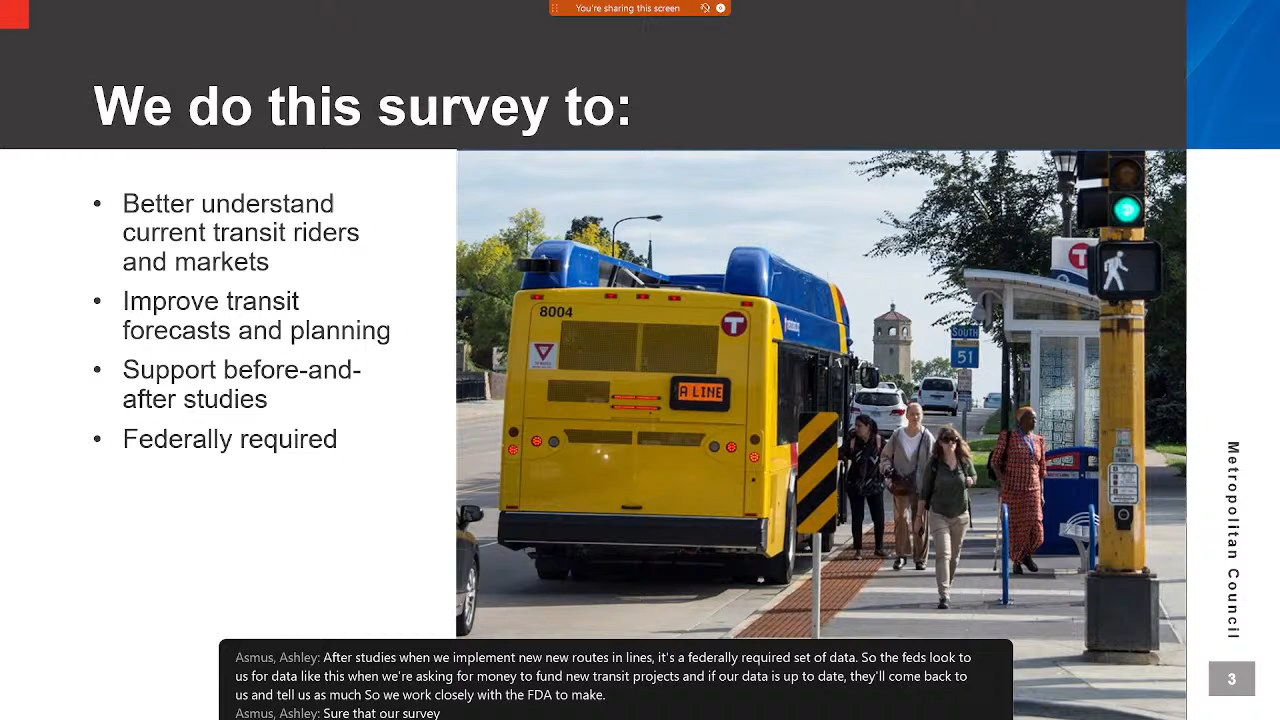 You're sharing this screen
We do this survey to:
• Better understand
current transit riders
and markets
• Improve transit
forecasts and planning
• Support before-and-
after studies
• Federally required
8004
T
A LINE
T
SOUTH
51
Metropolitan Council
3
Asmus, Ashley: After studies when we implement new new routes in lines, it's a federally required set of data. So the feds look to
us for data like this when we're asking for money to fund new transit projects and if our data is up to date, they'll come back to
us and tell us as much So we work closely with the FDA to make.
Asmus, Ashley: Sure that our survey